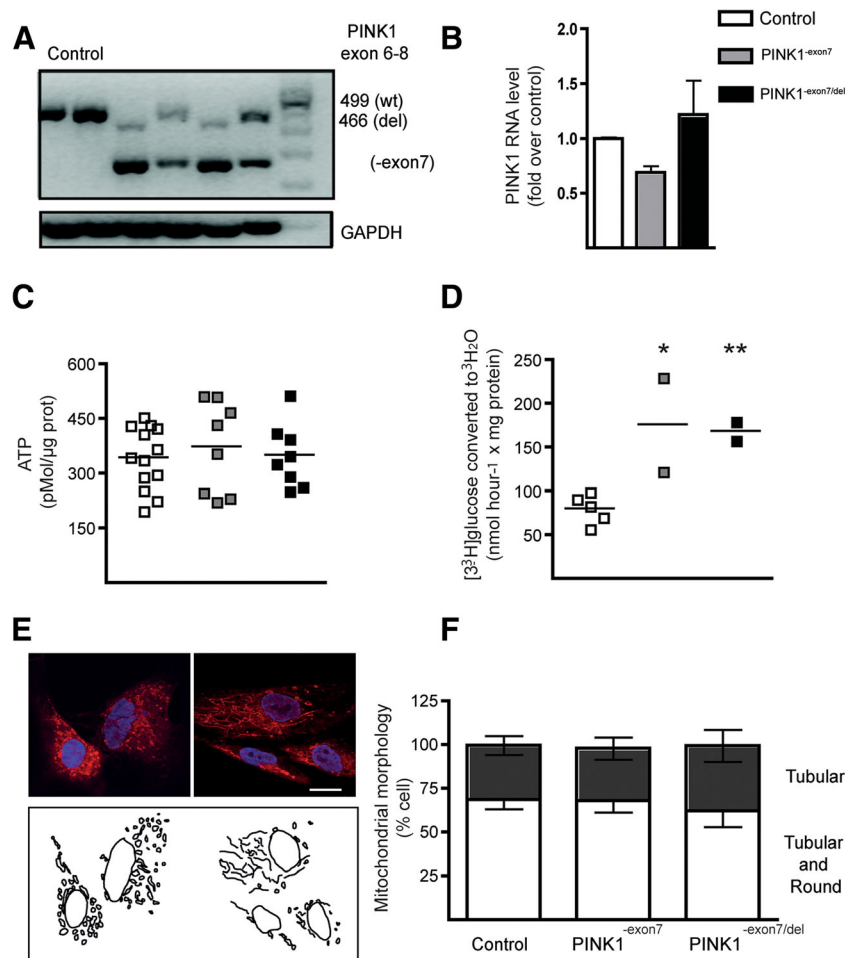 A
Control
PINK1
exon 6-8
499 (wt)
466 (del)
(-exon7)
GAPDH
B
PINK1 RNA level
(fold over control)
2.0
1.5
1.0
0.5
Control
PINK1-exon7
PINK1-exon7/del
C
ATP
(pMol/µg prot)
600
450
300
150
D
[3-3H]glucose converted to3H2O
(nmol hour-1 x mg protein)
250
200
150
100
50
*
**
E
F
Mitochondrial morphology
(% cell)
125
100
75
50
25
Tubular
Tubular
and
Round
Control
PINK1-exon7
PINK1-exon7/del